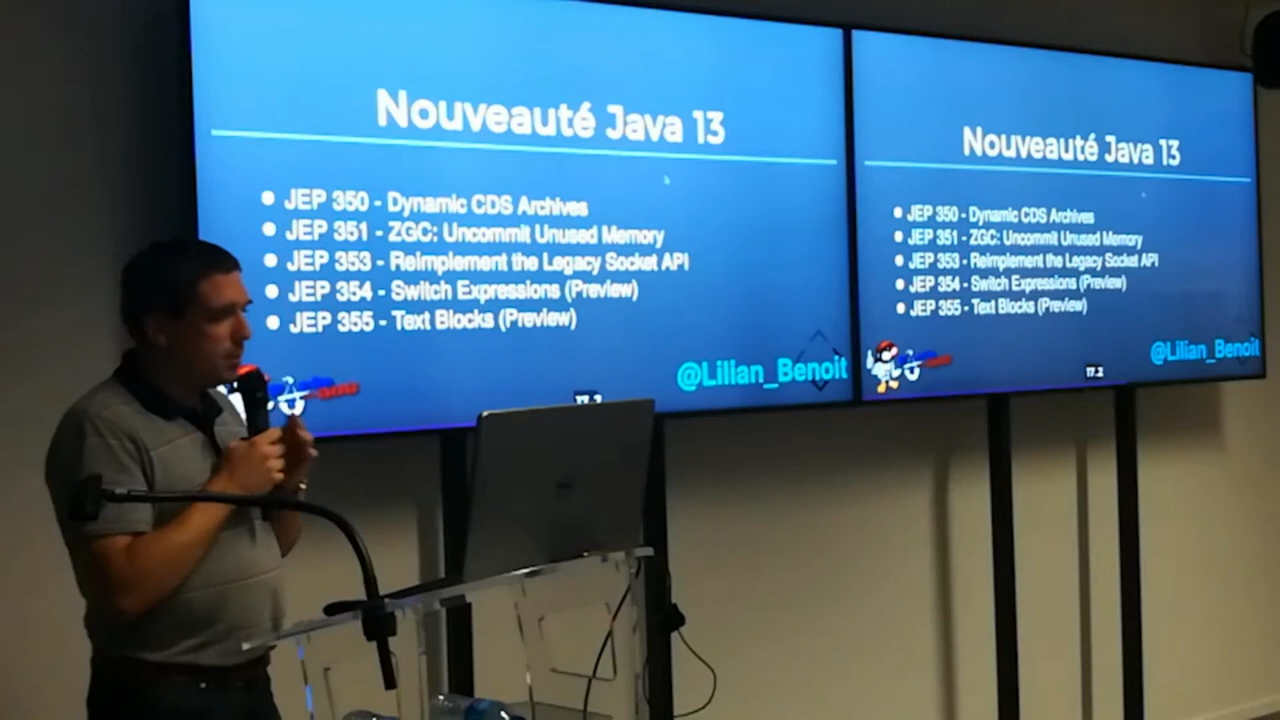 Nouveauté Java 13
JEP 350 - Dynamic CDS Archives
JEP 351 - ZGC: Uncommit Unused Memory
JEP 353 - Reimplement the Legacy Socket API
JEP 354 - Switch Expressions (Preview)
JEP 355 - Text Blocks (Preview)
@Lilian_Benoit
17.2
Nouveauté Java 13
JEP 350 - Dynamic CDS Archives
JEP 351 - ZGC: Uncommit Unused Memory
JEP 353 - Reimplement the Legacy Socket API
JEP 354 - Switch Expressions (Preview)
JEP 355 - Text Blocks (Preview)
@Lilian_Benoit
17.2